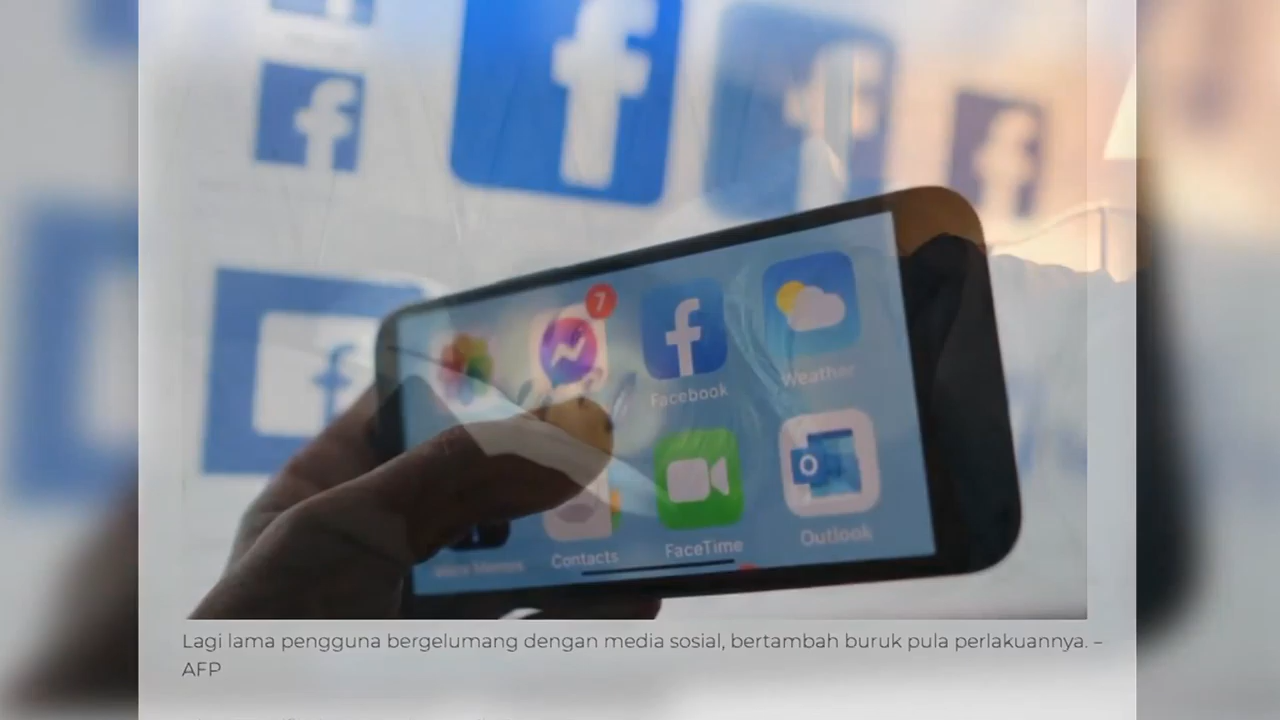 7
Facebook
Weather
Contacts
FaceTime
Outlook
Lagi lama pengguna bergelumang dengan media sosial, bertambah buruk pula perlakuannya. –
AFP